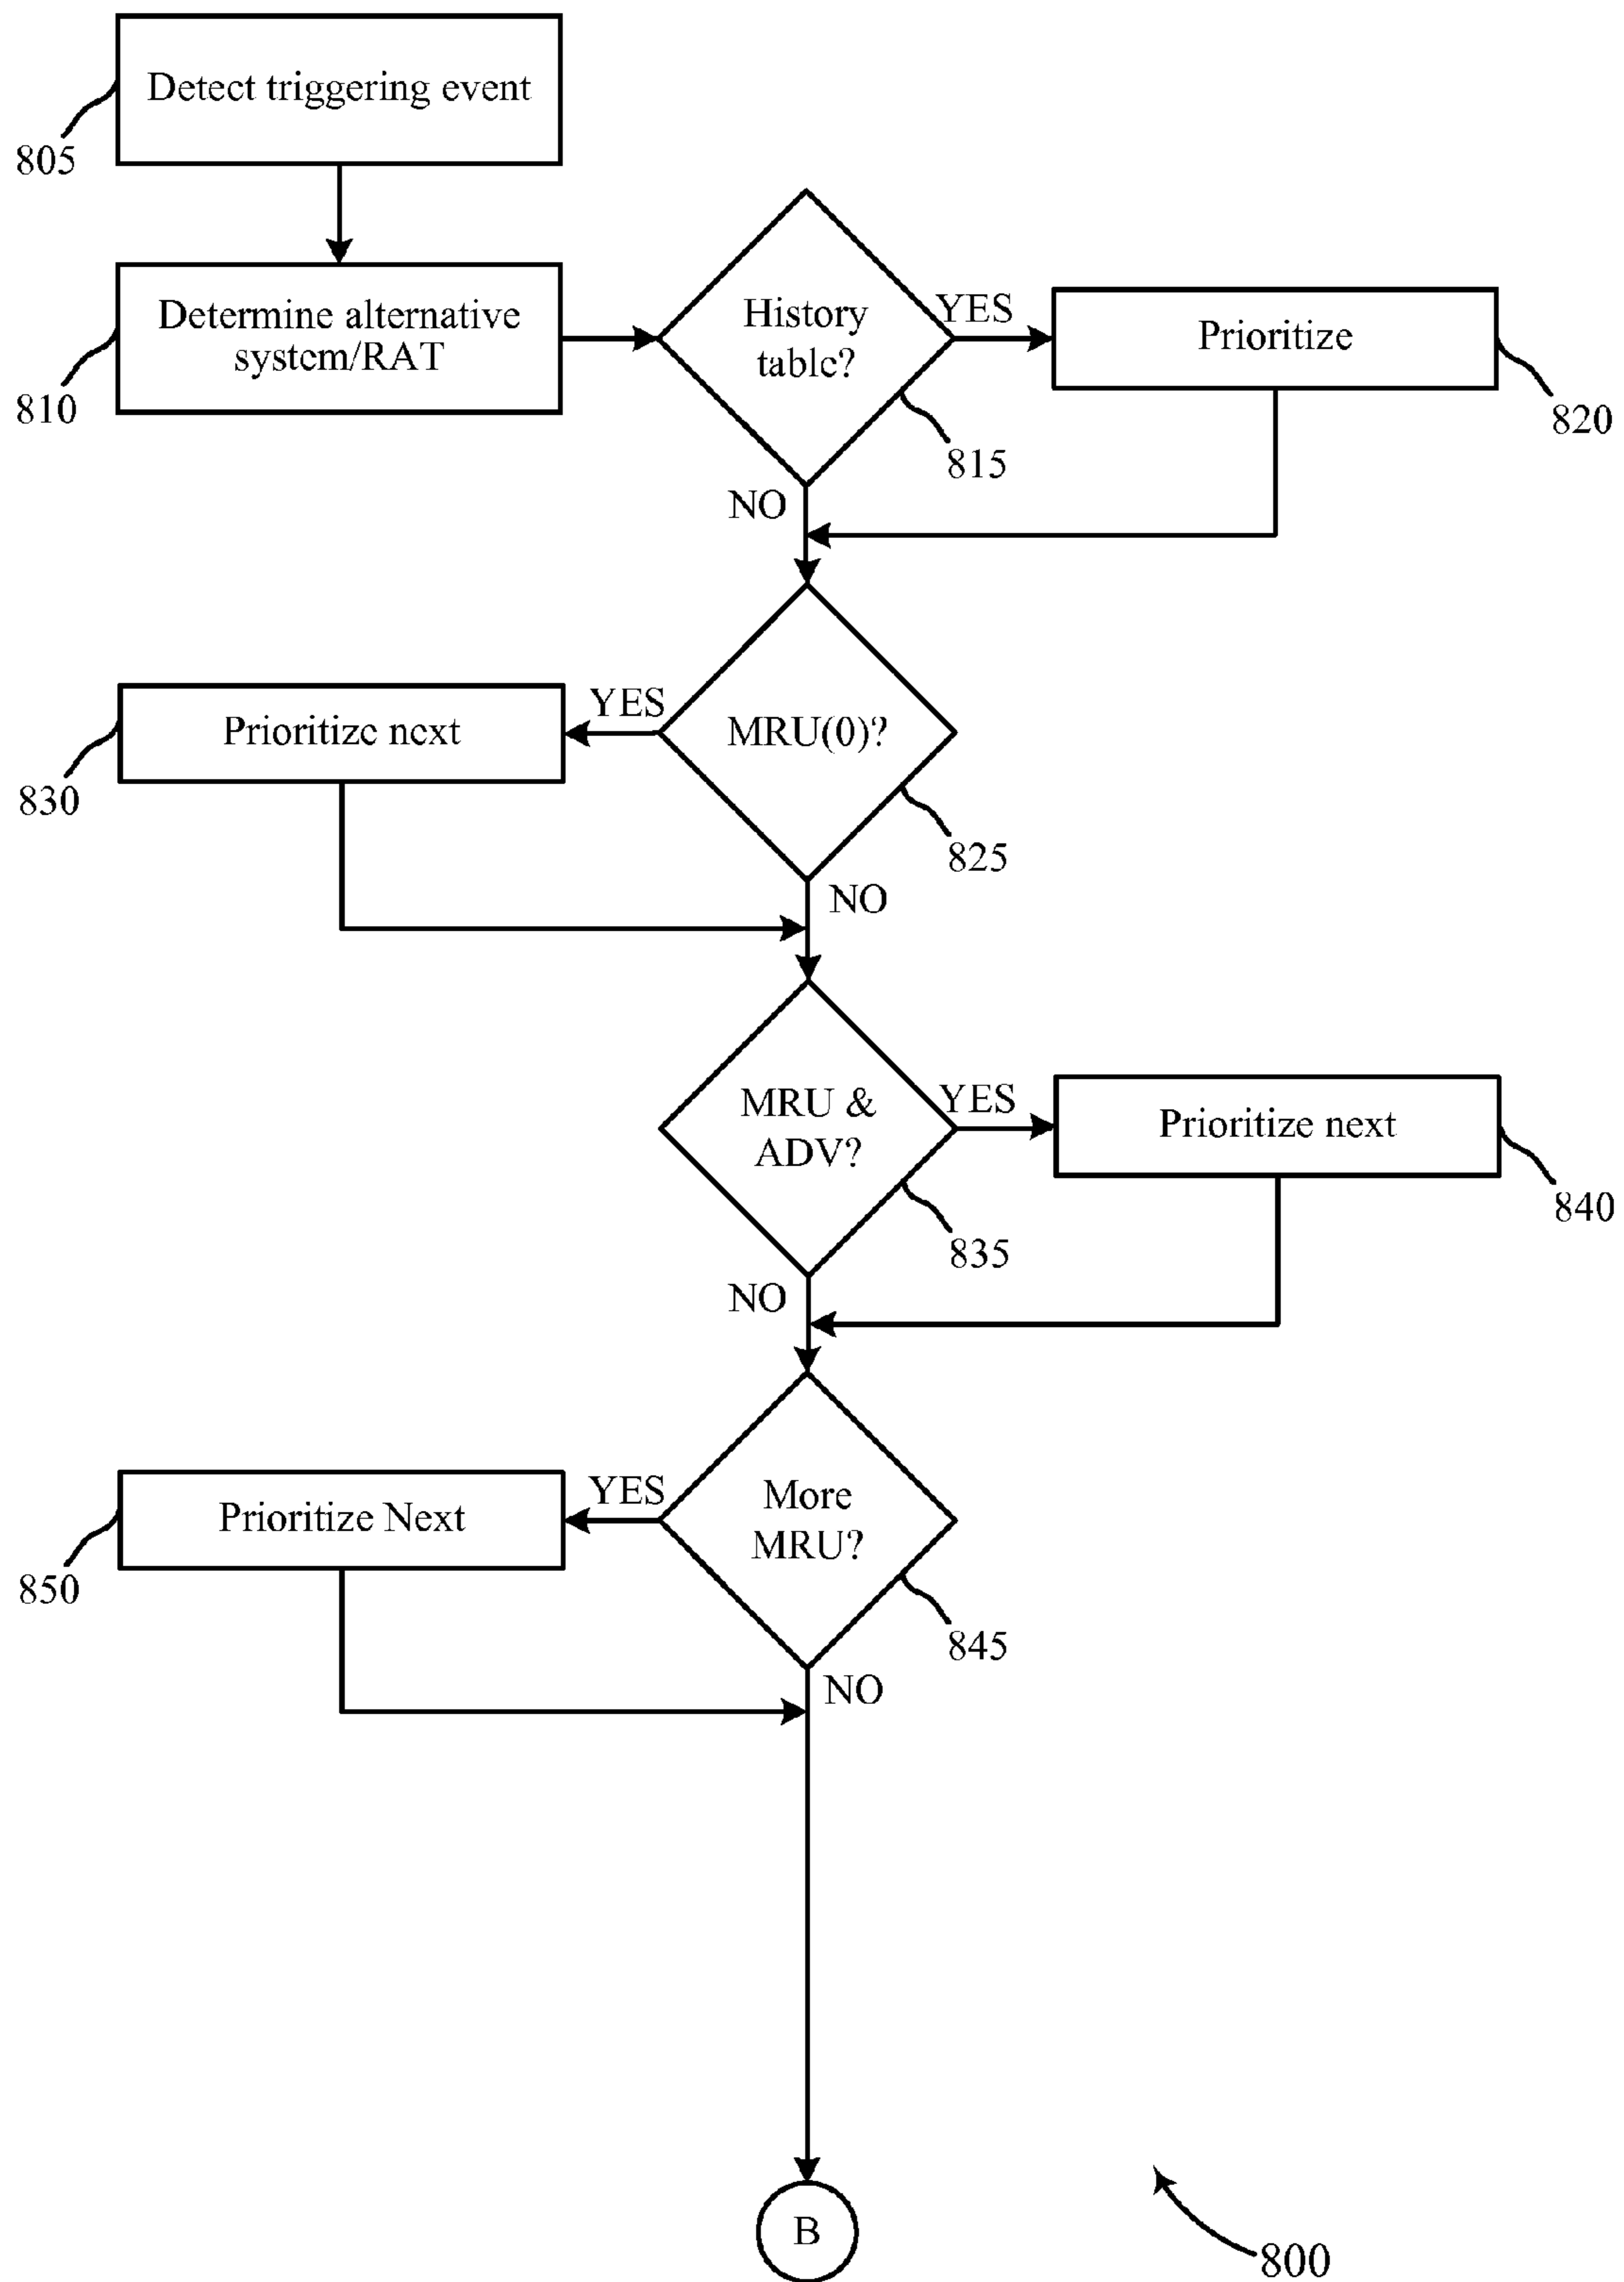 Detect triggering event
805
Determine alternative
system/RAT
810
History
table?
815
YES
NO
Prioritize
820
MRU(0)?
825
YES
NO
Prioritize next
830
MRU &
ADV?
835
YES
NO
Prioritize next
840
More
MRU?
845
YES
NO
Prioritize Next
850
B
800